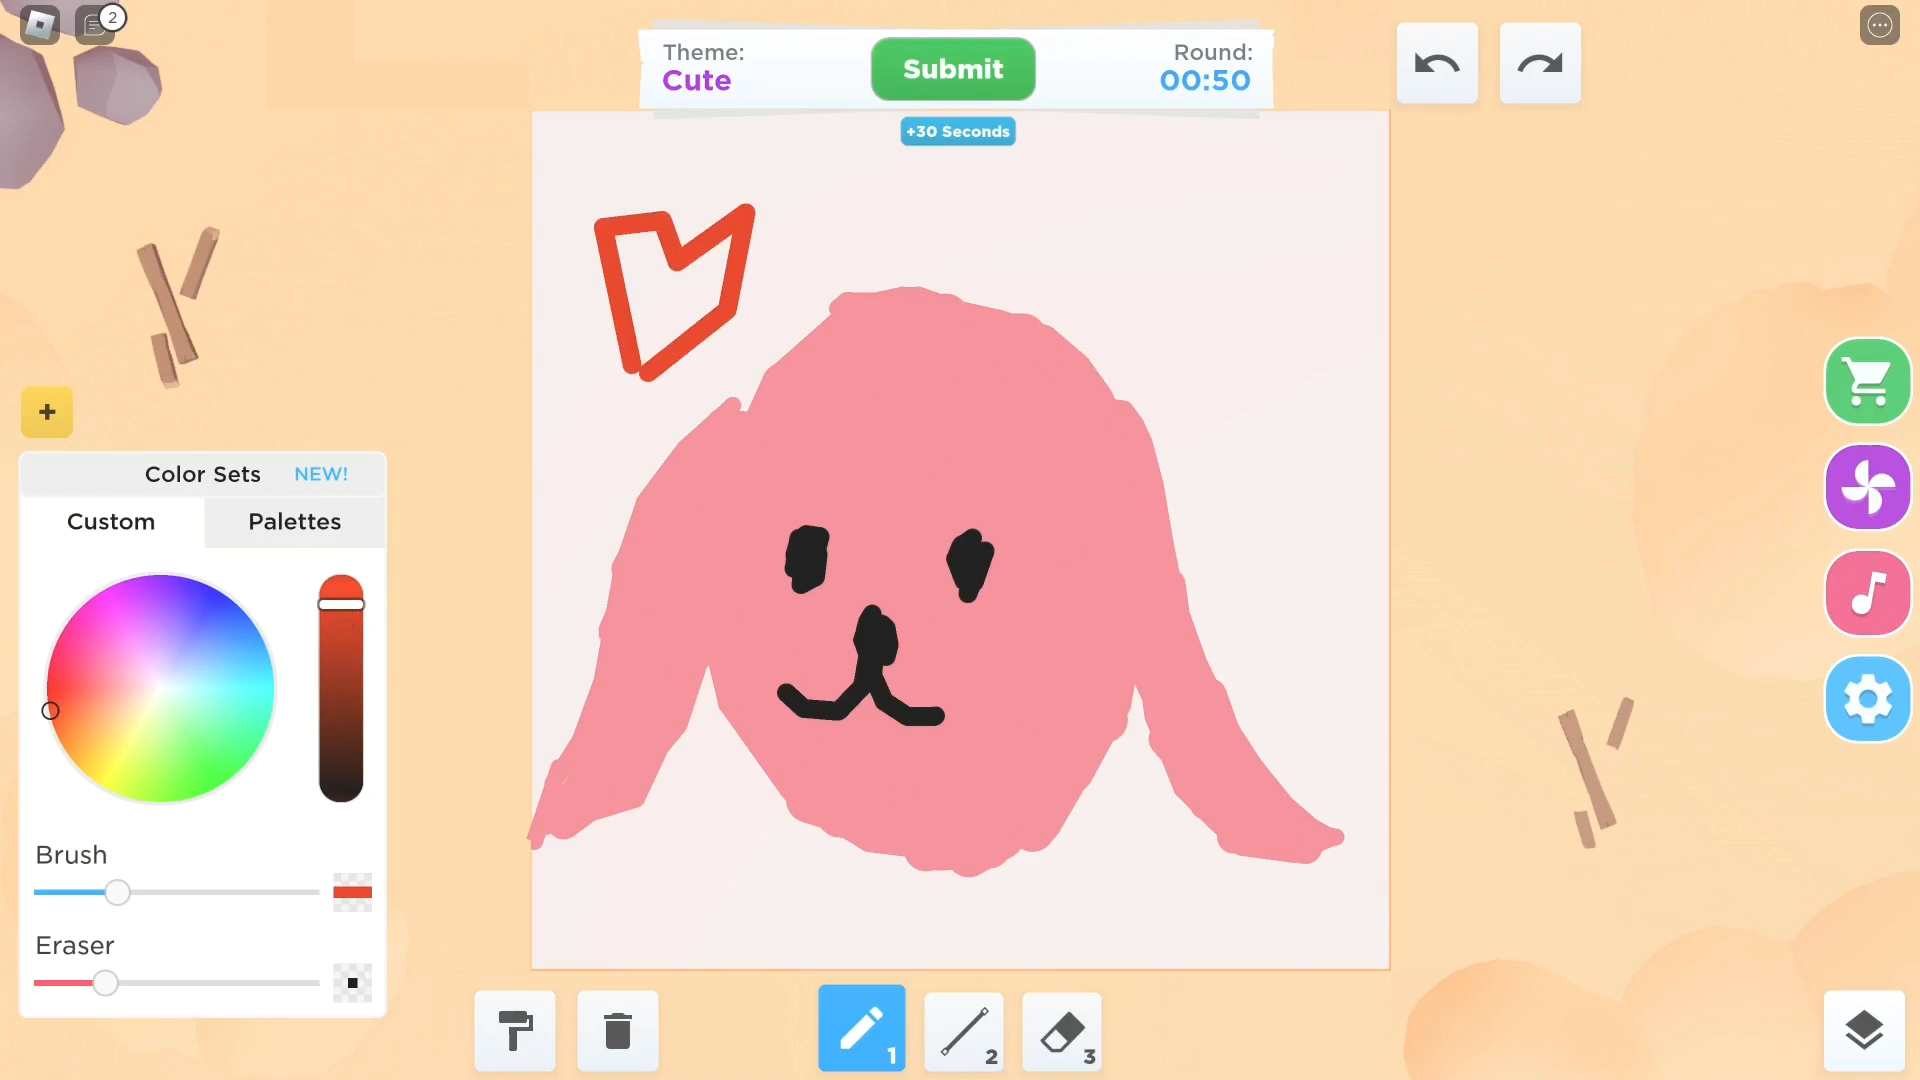 2
Theme:
Cute
Submit
Round:
00:50
+30 Seconds
+
Color Sets NEW!
Custom Palettes
Brush
Eraser
1
2
3